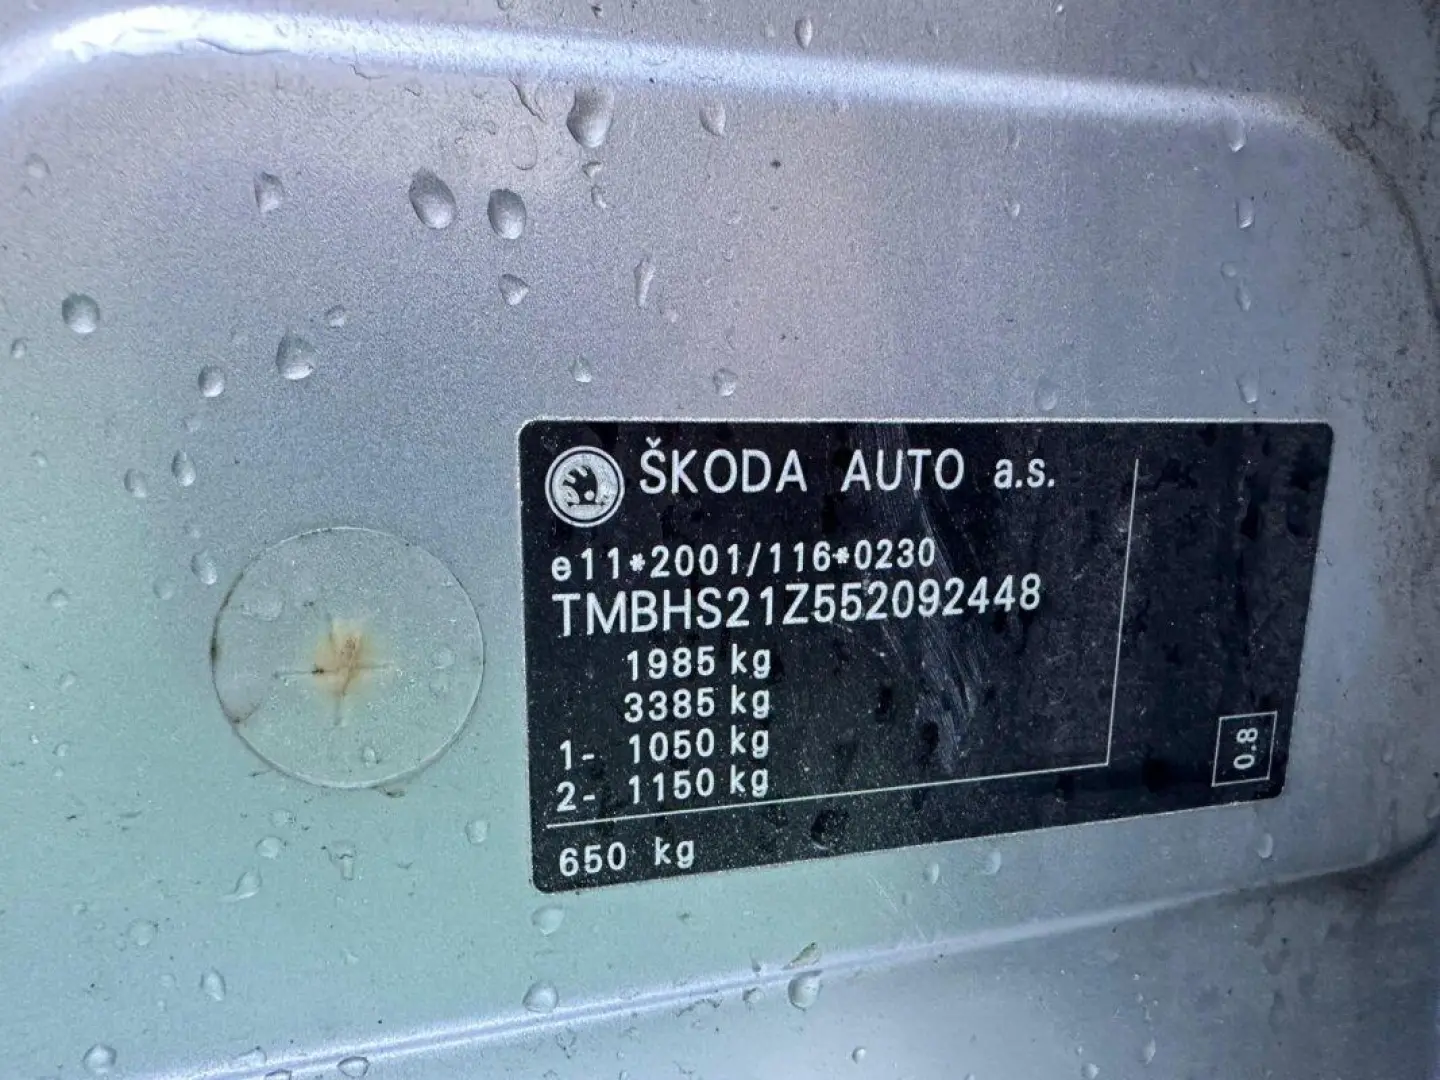 ŠKODA AUTO a.s.
e11*2001/116*0230
TMBHS21Z552092448
1985 kg
3385 kg
1- 1050 kg
2- 1150 kg
650 kg
0.8